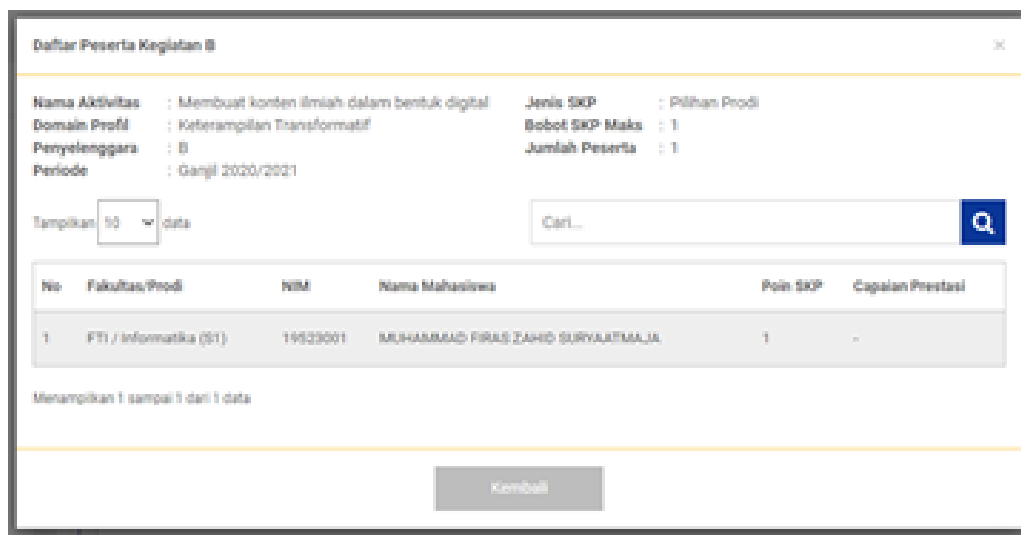 Daftar Peserta Kegiatan B
Nama Aktivitas : Membuat konten ilmiah dalam bentuk digital
Domain Profil : Keterampilan Transformatif
Penyelenggara : B
Periode : Ganjil 2020/2021
Jenis SKP : Pilihan Prodi
Bobot SKP Maks : 1
Jumlah Peserta : 1
Tampilkan 10 data
Cari...
No Fakultas/Prodi NIM Nama Mahasiswa Poin SKP Capaian Prestasi
1 FTI / Informatika (S1) 19523001 MUHAMMAD FIRAS ZAHID SURYAATMAJA 1 -
Menampilkan 1 sampai 1 dari 1 data
Kembali